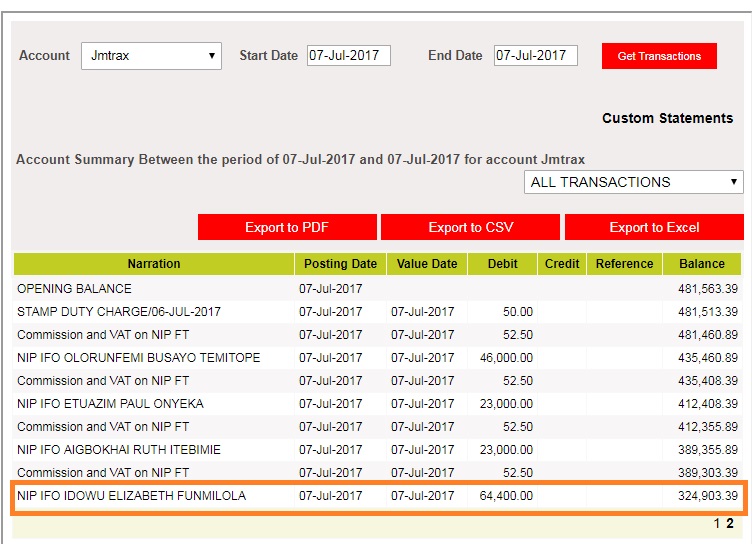 Account Jmtrax Start Date 07-Jul-2017 End Date 07-Jul-2017 Get Transactions
Custom Statements
Account Summary Between the period of 07-Jul-2017 and 07-Jul-2017 for account Jmtrax
ALL TRANSACTIONS
Export to PDF Export to CSV Export to Excel
Narration Posting Date Value Date Debit Credit Reference Balance
OPENING BALANCE 07-Jul-2017 481,563.39
STAMP DUTY CHARGE/06-JUL-2017 07-Jul-2017 07-Jul-2017 50.00 481,513.39
Commission and VAT on NIP FT 07-Jul-2017 07-Jul-2017 52.50 481,460.89
NIP IFO OLORUNFEMI BUSAYO TEMITOPE 07-Jul-2017 07-Jul-2017 46,000.00 435,460.89
Commission and VAT on NIP FT 07-Jul-2017 07-Jul-2017 52.50 435,408.39
NIP IFO ETUAZIM PAUL ONYEKA 07-Jul-2017 07-Jul-2017 23,000.00 412,408.39
Commission and VAT on NIP FT 07-Jul-2017 07-Jul-2017 52.50 412,355.89
NIP IFO AIGBOKHAI RUTH ITEBIMIE 07-Jul-2017 07-Jul-2017 23,000.00 389,355.89
Commission and VAT on NIP FT 07-Jul-2017 07-Jul-2017 52.50 389,303.39
NIP IFO IDOWU ELIZABETH FUNMILOLA 07-Jul-2017 07-Jul-2017 64,400.00 324,903.39
1 2